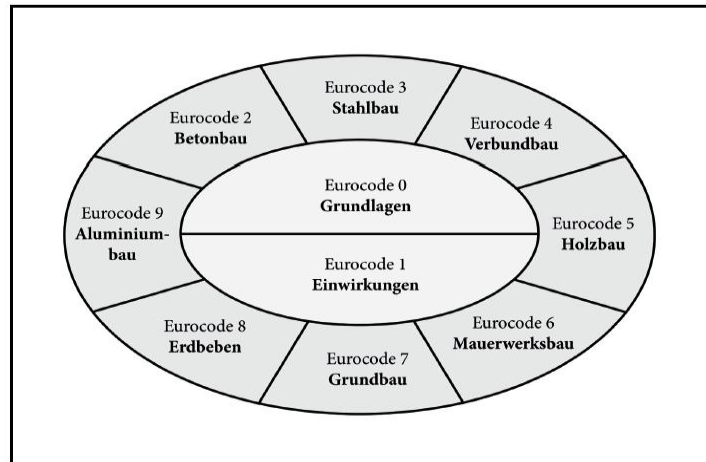 Eurocode 3
Stahlbau
Eurocode 2
Betonbau
Eurocode 4
Verbundbau
Eurocode 0
Grundlagen
Eurocode 9
Aluminium-
bau
Eurocode 5
Holzbau
Eurocode 1
Einwirkungen
Eurocode 8
Erdbeben
Eurocode 6
Mauerwerksbau
Eurocode 7
Grundbau